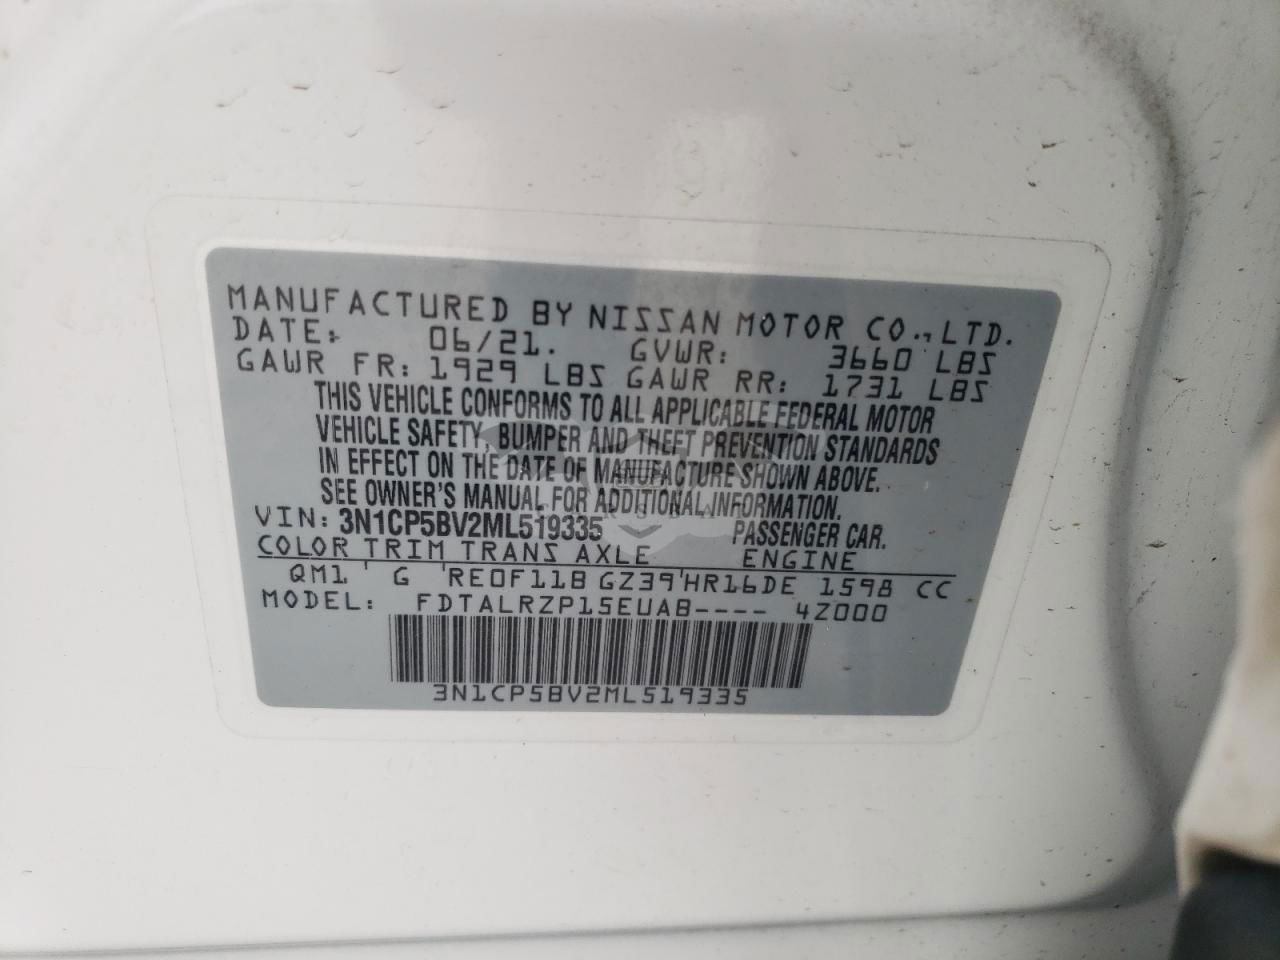 MANUFACTURED BY NISSAN MOTOR CO., LTD.
DATE: 06/21. GVWR: 3660 LBS
GAWR FR: 1929 LBS GAWR RR: 1731 LBS
THIS VEHICLE CONFORMS TO ALL APPLICABLE FEDERAL MOTOR
VEHICLE SAFETY, BUMPER AND THEFT PREVENTION STANDARDS
IN EFFECT ON THE DATE OF MANUFACTURE SHOWN ABOVE.
SEE OWNER'S MANUAL FOR ADDITIONAL INFORMATION.
VIN: 3N1CP5BV2ML519335 PASSENGER CAR.
COLOR TRIM TRANS AXLE ENGINE
QM1 ' G 'RE0F11B GZ39'HR16DE 1598 CC
MODEL: FDTALRZP15EUAB---- 4Z000
3N1CP5BV2ML519335